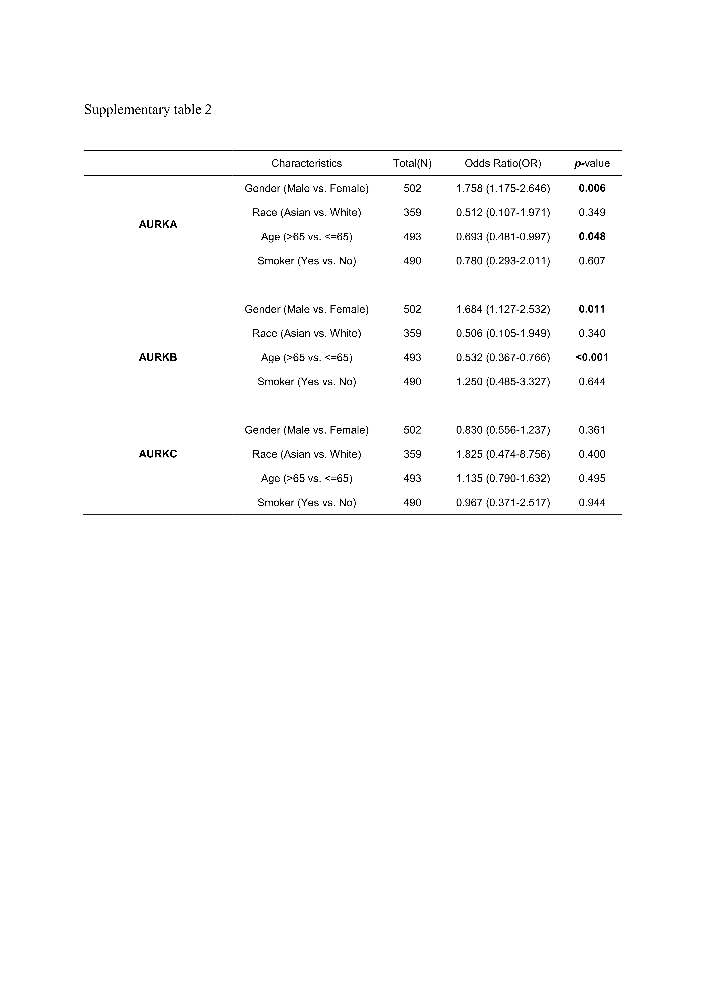 Supplementary table 2
Characteristics Total(N) Odds Ratio(OR) p-value
Gender (Male vs. Female) 502 1.758 (1.175-2.646) 0.006
Race (Asian vs. White) 359 0.512 (0.107-1.971) 0.349
AURKA
Age (>65 vs. <=65) 493 0.693 (0.481-0.997) 0.048
Smoker (Yes vs. No) 490 0.780 (0.293-2.011) 0.607
Gender (Male vs. Female) 502 1.684 (1.127-2.532) 0.011
Race (Asian vs. White) 359 0.506 (0.105-1.949) 0.340
AURKB Age (>65 vs. <=65) 493 0.532 (0.367-0.766) <0.001
Smoker (Yes vs. No) 490 1.250 (0.485-3.327) 0.644
Gender (Male vs. Female) 502 0.830 (0.556-1.237) 0.361
AURKC Race (Asian vs. White) 359 1.825 (0.474-8.756) 0.400
Age (>65 vs. <=65) 493 1.135 (0.790-1.632) 0.495
Smoker (Yes vs. No) 490 0.967 (0.371-2.517) 0.944